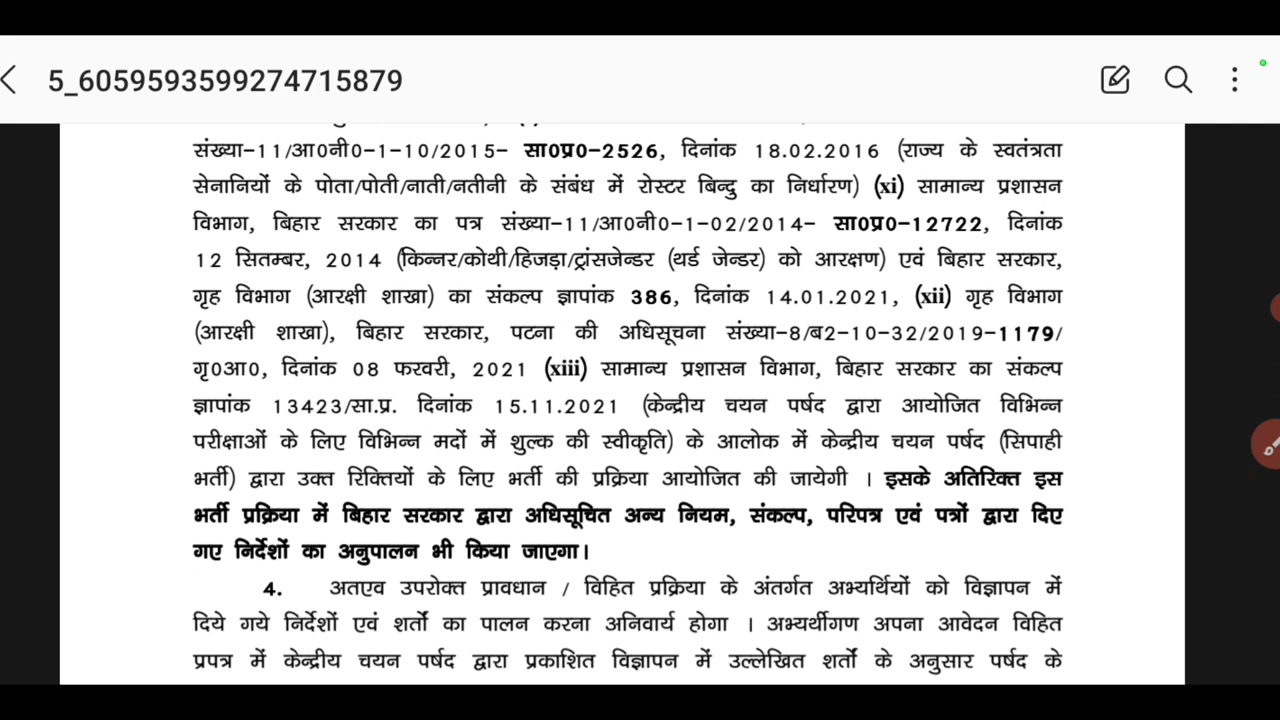 5_6059593599274715879
संख्या-11/आ0नी0-1-10/2015- सा0प्र0-2526, दिनांक 18.02.2016 (राज्य के स्वतंत्रता
सेनानियों के पोता/पोती/नाती/नतीनी के संबंध में रोस्टर बिन्दु का निर्धारण) (xi) सामान्य प्रशासन
विभाग, बिहार सरकार का पत्र संख्या-11/आ0नी0-1-02/2014- सा0प्र0-12722, दिनांक
12 सितम्बर, 2014 (किन्नर/कोथी/हिजड़ा/ट्रांसजेन्डर (थर्ड जेन्डर) को आरक्षण) एवं बिहार सरकार,
गृह विभाग (आरक्षी शाखा) का संकल्प ज्ञापांक 386, दिनांक 14.01.2021, (xii) गृह विभाग
(आरक्षी शाखा), बिहार सरकार, पटना की अधिसूचना संख्या-8/ब2-10-32/2019-1179/
गृ0आ0, दिनांक 08 फरवरी, 2021 (xiii) सामान्य प्रशासन विभाग, बिहार सरकार का संकल्प
ज्ञापांक 13423/सा.प्र. दिनांक 15.11.2021 (केन्द्रीय चयन पर्षद द्वारा आयोजित विभिन्न
परीक्षाओं के लिए विभिन्न मदों में शुल्क की स्वीकृति) के आलोक में केन्द्रीय चयन पर्षद (सिपाही
भर्ती) द्वारा उक्त रिक्तियों के लिए भर्ती की प्रक्रिया आयोजित की जायेगी । इसके अतिरिक्त इस
भर्ती प्रक्रिया में बिहार सरकार द्वारा अधिसूचित अन्य नियम, संकल्प, परिपत्र एवं पत्रों द्वारा दिए
गए निर्देशों का अनुपालन भी किया जाएगा।
4. अतएव उपरोक्त प्रावधान / विहित प्रक्रिया के अंतर्गत अभ्यर्थियों को विज्ञापन में
दिये गये निर्देशों एवं शर्तों का पालन करना अनिवार्य होगा । अभ्यर्थीगण अपना आवेदन विहित
प्रपत्र में केन्द्रीय चयन पर्षद द्वारा प्रकाशित विज्ञापन में उल्लेखित शर्तों के अनुसार पर्षद के